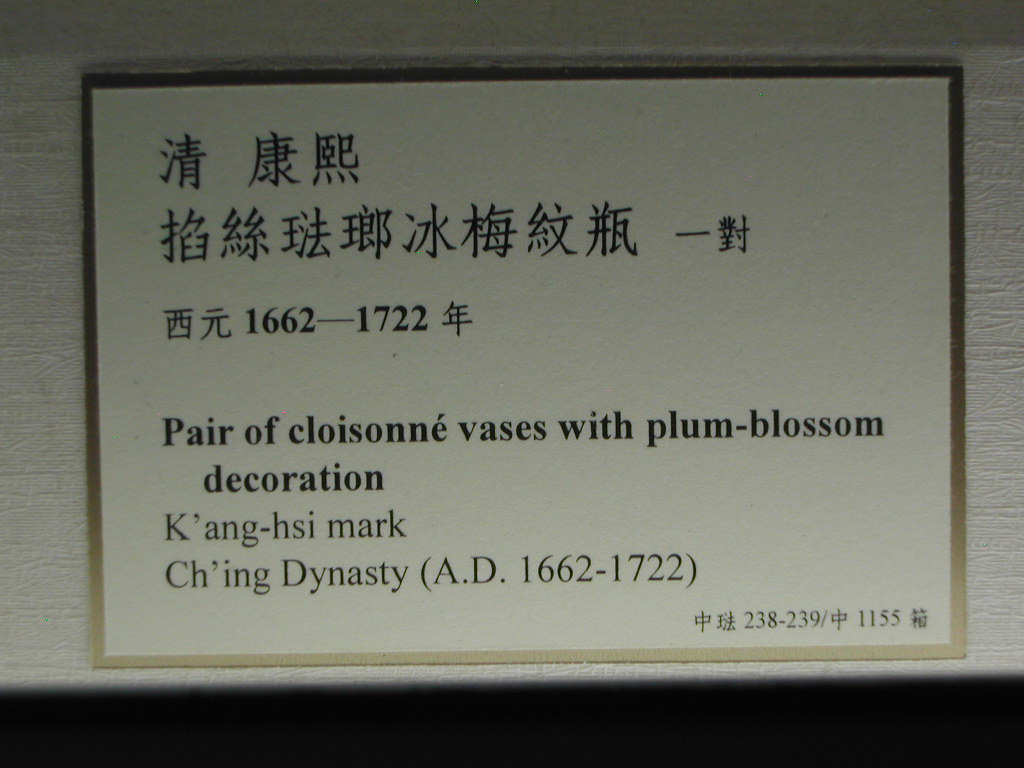 清 康熙
掐絲琺瑯冰梅紋瓶 一對
西元 1662—1722 年
Pair of cloisonné vases with plum-blossom
decoration
K’ang-hsi mark
Ch’ing Dynasty (A.D. 1662-1722)
中琺 238-239/中 1155 箱